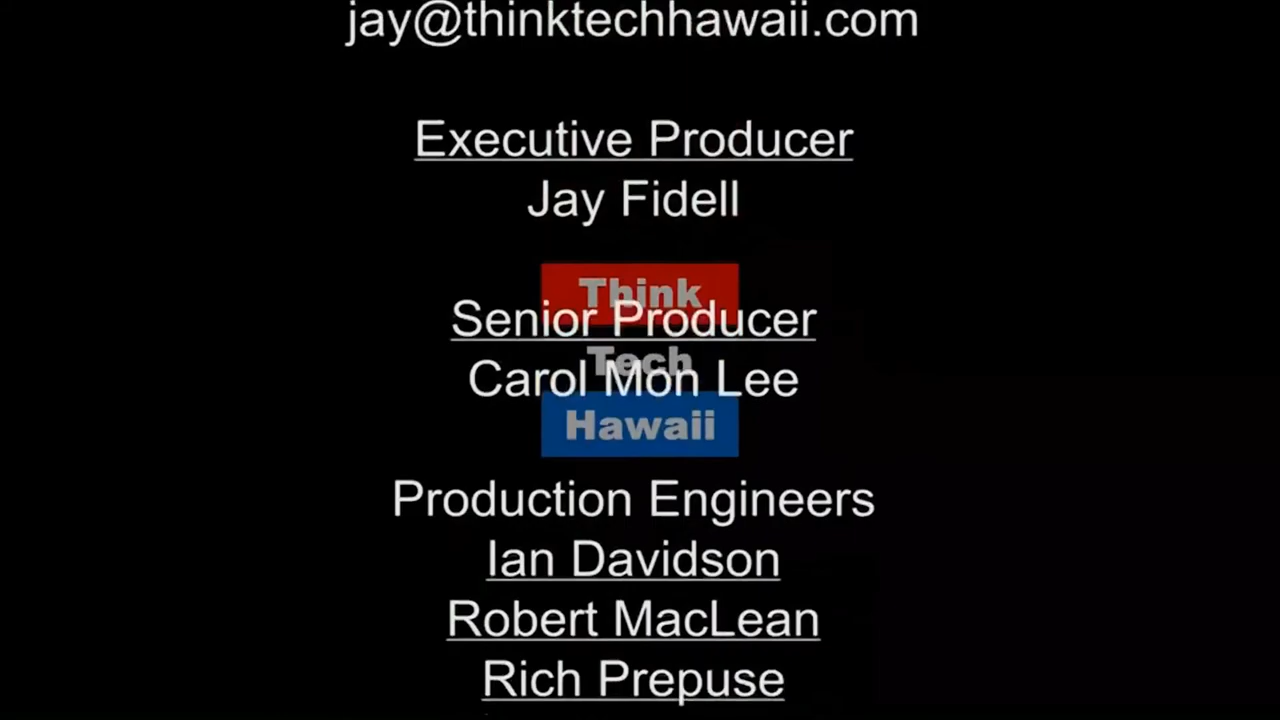 jay@thinktechhawaii.com
Executive Producer
Jay Fidell
Think
Senior Producer
Tech
Carol Mon Lee
Hawaii
Production Engineers
Ian Davidson
Robert MacLean
Rich Prepuse